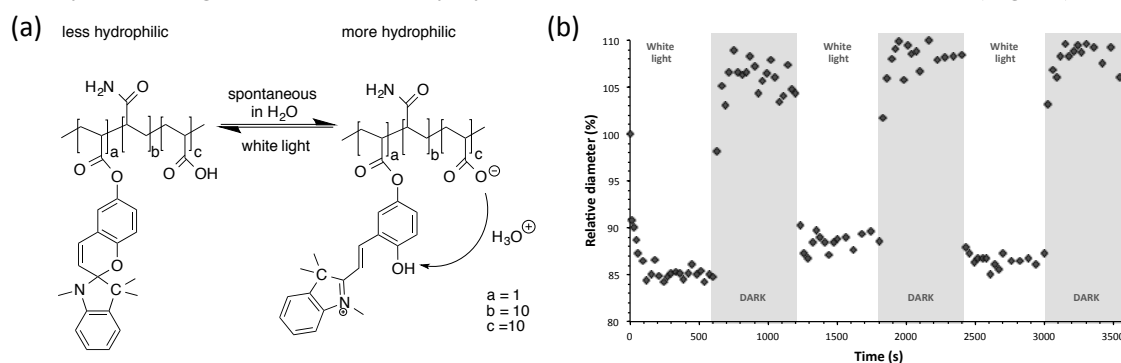 (a)
less hydrophilic
more hydrophilic
H₂N
O
spontaneous
in H₂O
white light
H₂N
O
a
b
c
O
O
O
OH
a
b
c
O
O
O
O⊖
H₃O⊕
O
N
C
OH
N
⊕
a = 1
b = 10
c =10
(b)
110
105
100
95
90
85
80
Relative diameter (%)
White
light
White
light
White
light
DARK
DARK
DARK
0
500
1000
1500
2000
2500
3000
3500
Time (s)